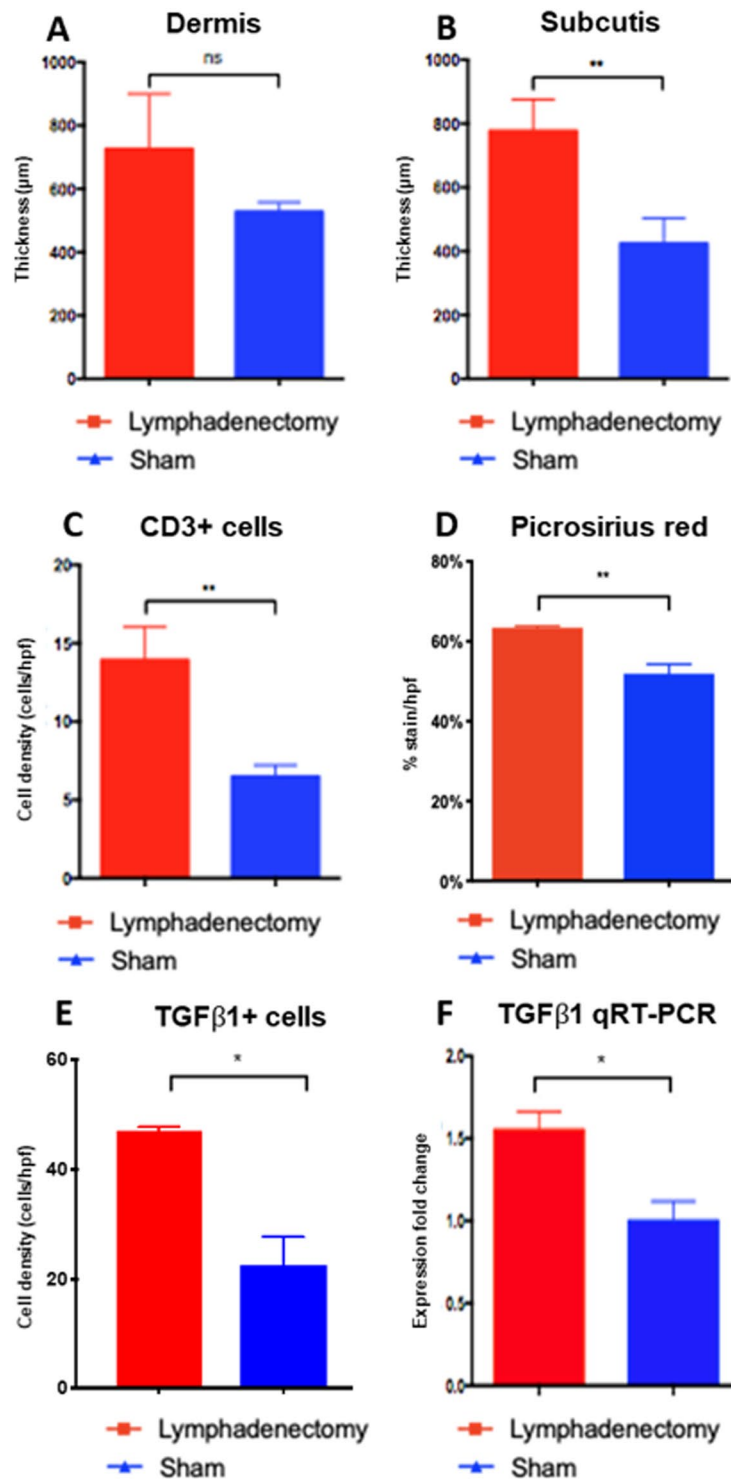 A Dermis
ns
1000
800
600
400
200
0
Thickness (µm)
Lymphadenectomy
Sham
B Subcutis
**
1000
800
600
400
200
0
Thickness (µm)
Lymphadenectomy
Sham
C CD3+ cells
**
20
15
10
5
0
Cell density (cells/hpf)
Lymphadenectomy
Sham
D Picrosirius red
**
80%
60%
40%
20%
0%
% stain/hpf
Lymphadenectomy
Sham
E TGFβ1+ cells
*
60
40
20
0
Cell density (cells/hpf)
Lymphadenectomy
Sham
F TGFβ1 qRT-PCR
*
2.0
1.5
1.0
0.5
0.0
Expression fold change
Lymphadenectomy
Sham